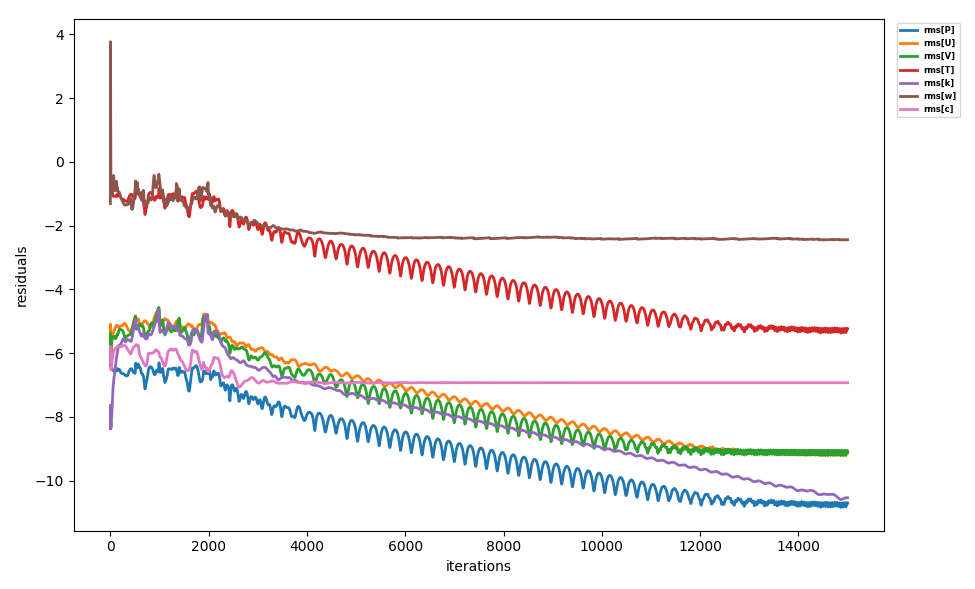 4
2
0
−2
−4
−6
−8
−10
0 2000 4000 6000 8000 10000 12000 14000
residuals
iterations
rms[P]
rms[U]
rms[V]
rms[T]
rms[k]
rms[w]
rms[c]